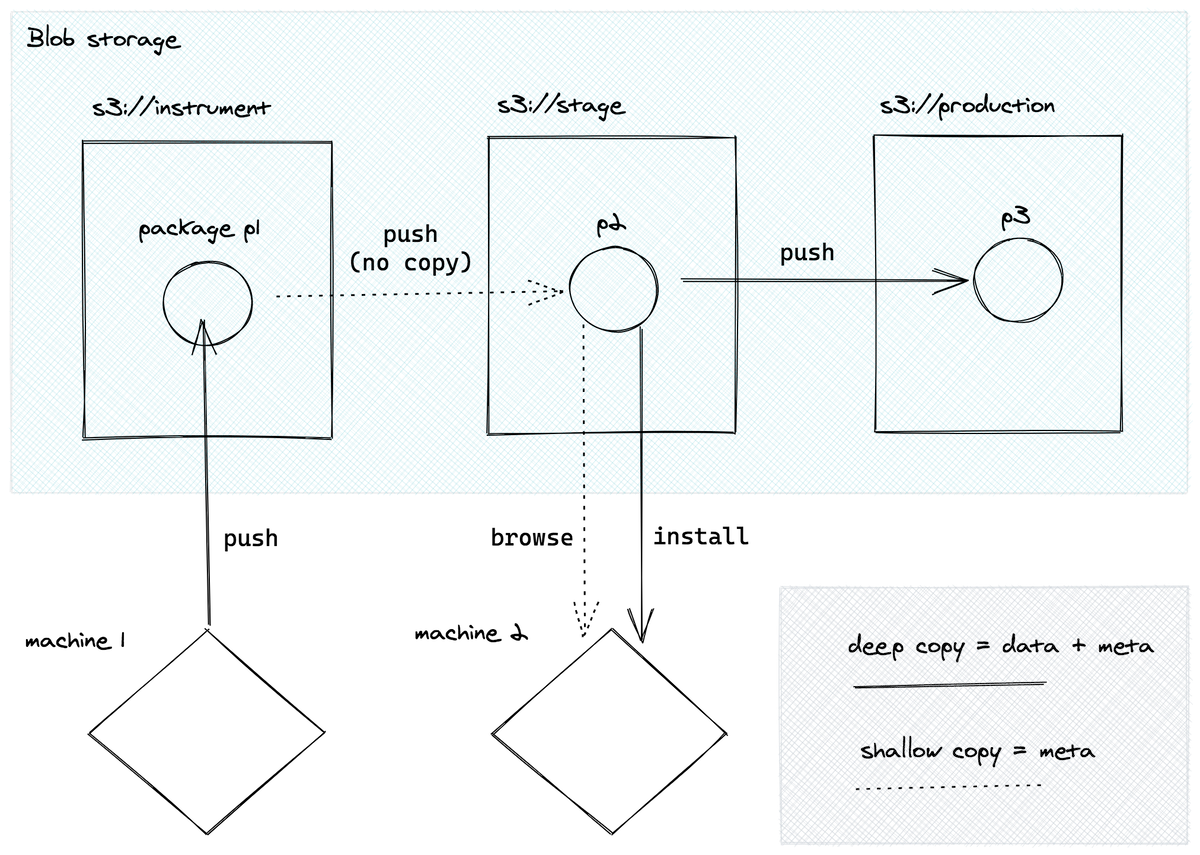 Blob storage
s3://instrument
s3://stage
s3://production
package p1
push
(no copy)
p2
push
p3
push
browse
install
machine 1
machine 2
deep copy = data + meta
shallow copy = meta